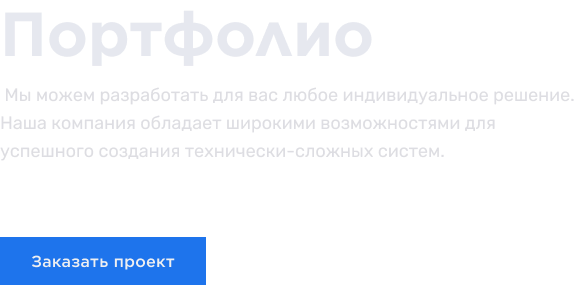 Портфолио
Мы можем разработать для вас любое индивидуальное решение.
Наша компания обладает широкими возможностями для
успешного создания технически-сложных систем.
Заказать проект